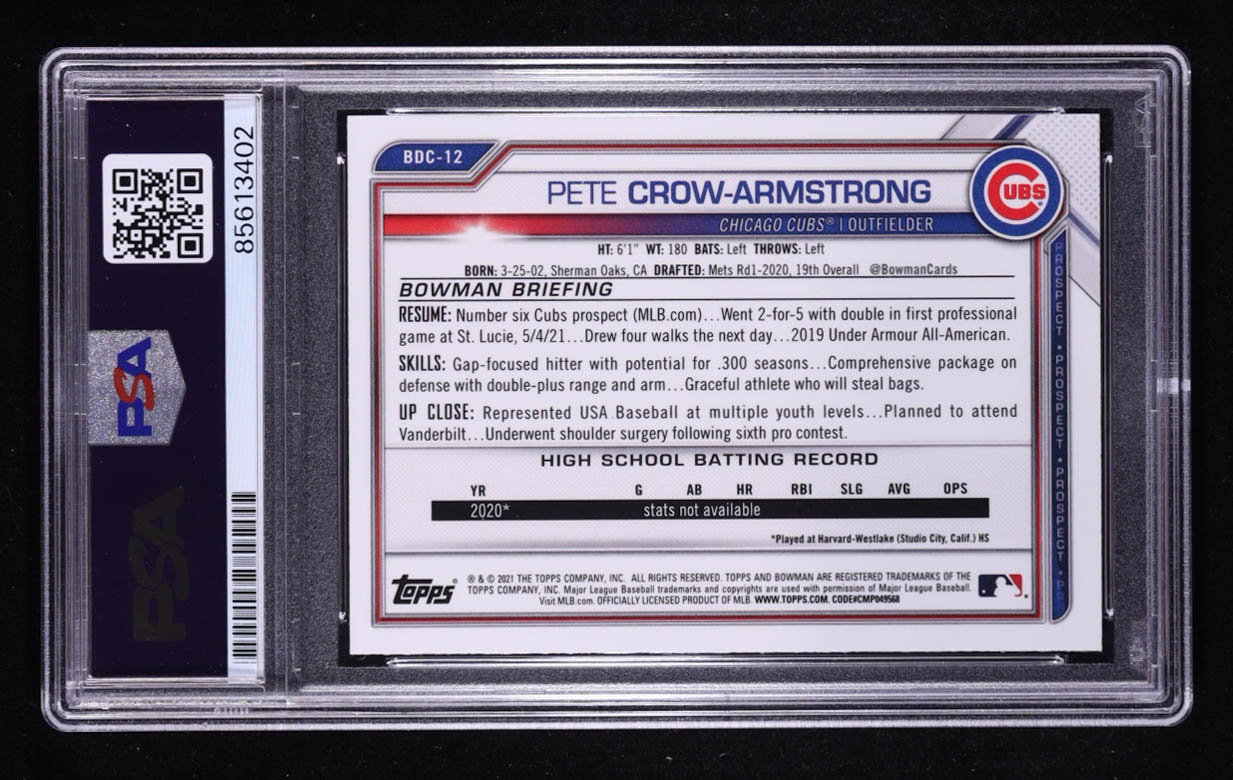 85613402
PSA
PSA
BDC-12
PETE CROW-ARMSTRONG
CUBS®
CHICAGO CUBS® | OUTFIELDER
HT: 6'1" WT: 180 BATS: Left THROWS: Left
BORN: 3-25-02, Sherman Oaks, CA DRAFTED: Mets Rd1-2020, 19th Overall @BowmanCards
BOWMAN BRIEFING
RESUME: Number six Cubs prospect (MLB.com)...Went 2-for-5 with double in first professional
game at St. Lucie, 5/4/21...Drew four walks the next day...2019 Under Armour All-American.
SKILLS: Gap-focused hitter with potential for .300 seasons...Comprehensive package on
defense with double-plus range and arm...Graceful athlete who will steal bags.
UP CLOSE: Represented USA Baseball at multiple youth levels...Planned to attend
Vanderbilt...Underwent shoulder surgery following sixth pro contest.
HIGH SCHOOL BATTING RECORD
YR G AB HR RBI SLG AVG OPS
2020* stats not available
*Played at Harvard-Westlake (Studio City, Calif.) HS
PROSPECT • PROSPECT • PROSPECT • PROSPECT • PR
Topps®
® & © 2021 THE TOPPS COMPANY, INC. ALL RIGHTS RESERVED. TOPPS AND BOWMAN ARE REGISTERED TRADEMARKS OF THE
TOPPS COMPANY, INC. Major League Baseball trademarks and copyrights are used with permission of Major League Baseball.
Visit MLB.com. OFFICIALLY LICENSED PRODUCT OF MLB. WWW.TOPPS.COM. CODE#CMP049568